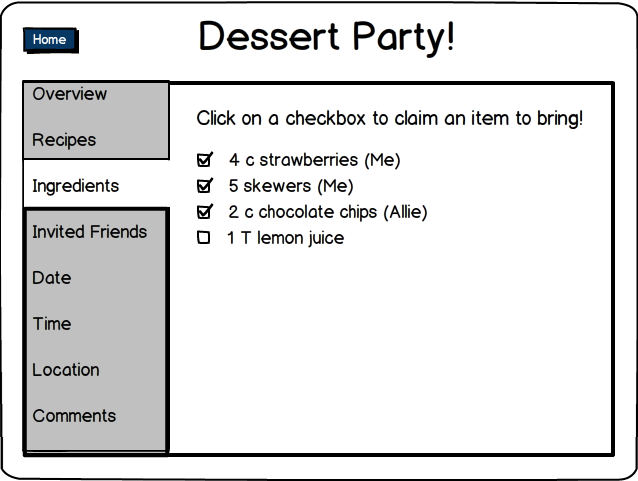 Home
Dessert Party!
Overview
Recipes
Ingredients
Invited Friends
Date
Time
Location
Comments
Click on a checkbox to claim an item to bring!
4 c strawberries (Me)
5 skewers (Me)
2 c chocolate chips (Allie)
1 T lemon juice